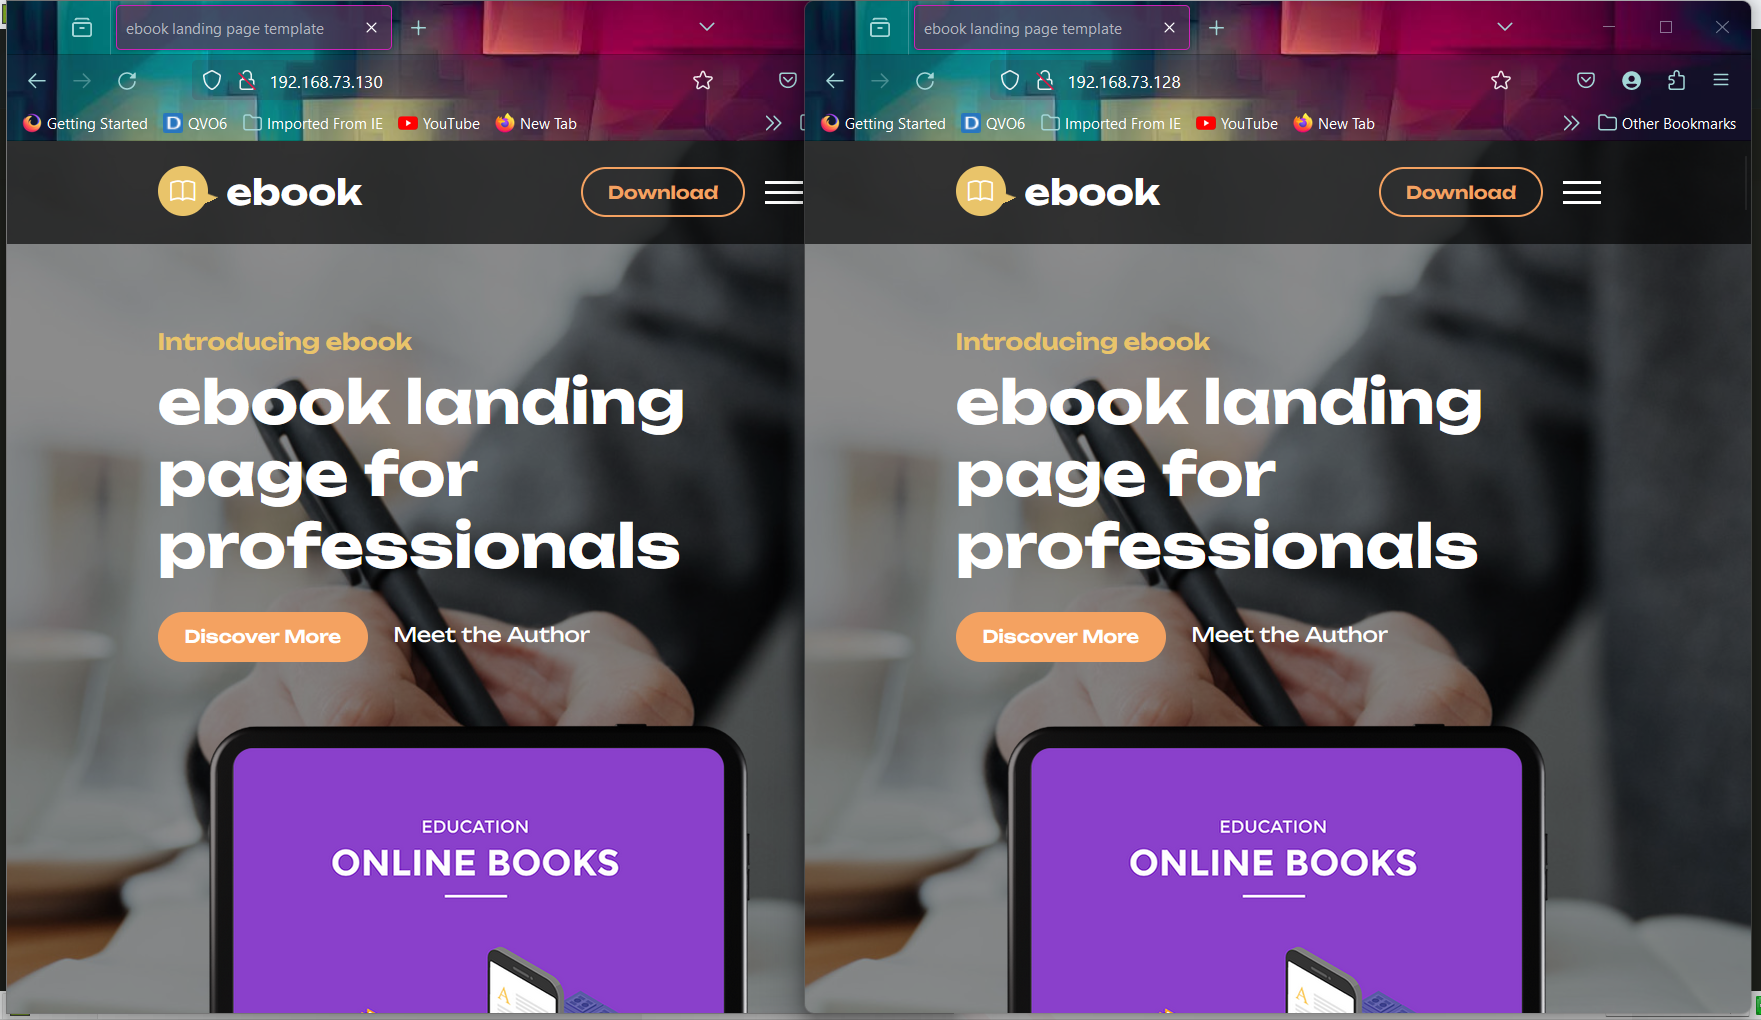 ebook landing page template
192.168.73.130
Getting Started QVO6 Imported From IE YouTube New Tab
ebook Download
Introducing ebook
ebook landing
page for
professionals
Discover More Meet the Author
EDUCATION
ONLINE BOOKS
A
ebook landing page template
192.168.73.128
Getting Started QVO6 Imported From IE YouTube New Tab Other Bookmarks
ebook Download
Introducing ebook
ebook landing
page for
professionals
Discover More Meet the Author
EDUCATION
ONLINE BOOKS
A